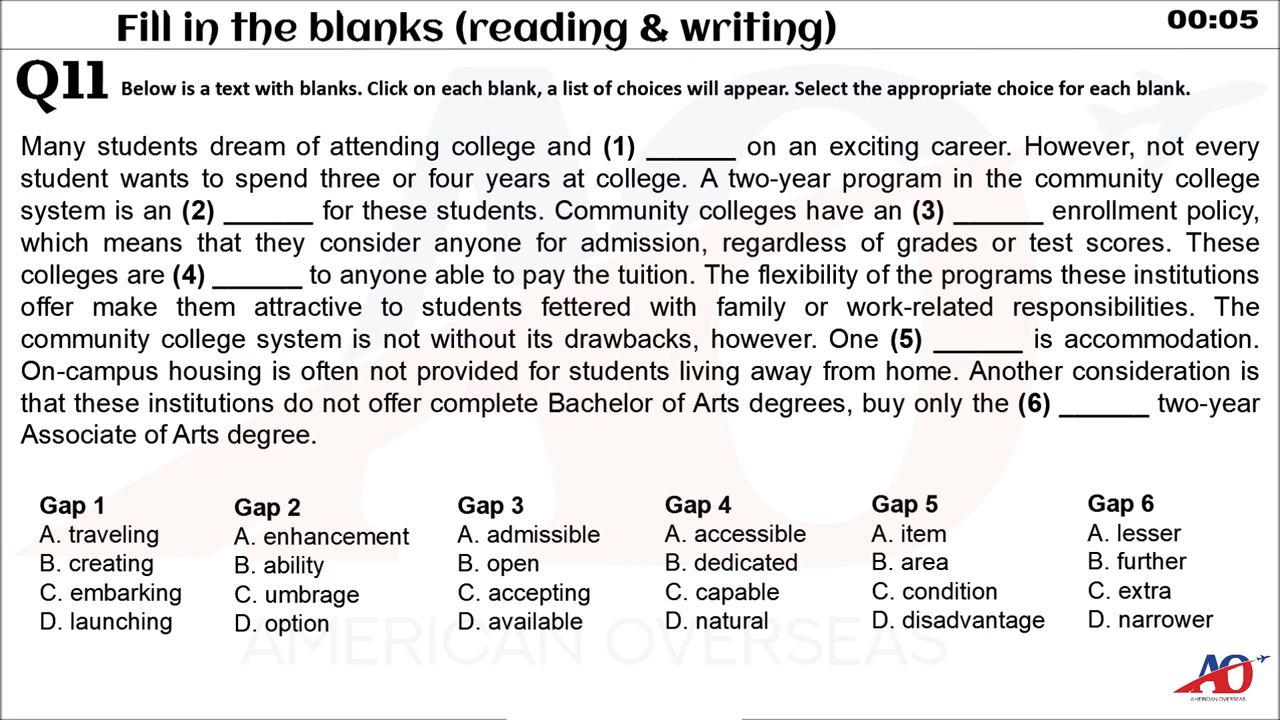 Fill in the blanks (reading & writing)
00:05
Q11 Below is a text with blanks. Click on each blank, a list of choices will appear. Select the appropriate choice for each blank.
Many students dream of attending college and (1) ______ on an exciting career. However, not every
student wants to spend three or four years at college. A two-year program in the community college
system is an (2) ______ for these students. Community colleges have an (3) ______ enrollment policy,
which means that they consider anyone for admission, regardless of grades or test scores. These
colleges are (4) ______ to anyone able to pay the tuition. The flexibility of the programs these institutions
offer make them attractive to students fettered with family or work-related responsibilities. The
community college system is not without its drawbacks, however. One (5) ______ is accommodation.
On-campus housing is often not provided for students living away from home. Another consideration is
that these institutions do not offer complete Bachelor of Arts degrees, buy only the (6) ______ two-year
Associate of Arts degree.
Gap 1
A. traveling
B. creating
C. embarking
D. launching
Gap 2
A. enhancement
B. ability
C. umbrage
D. option
Gap 3
A. admissible
B. open
C. accepting
D. available
Gap 4
A. accessible
B. dedicated
C. capable
D. natural
Gap 5
A. item
B. area
C. condition
D. disadvantage
Gap 6
A. lesser
B. further
C. extra
D. narrower
AMERICAN OVERSEAS
AO
AMERICAN OVERSEAS